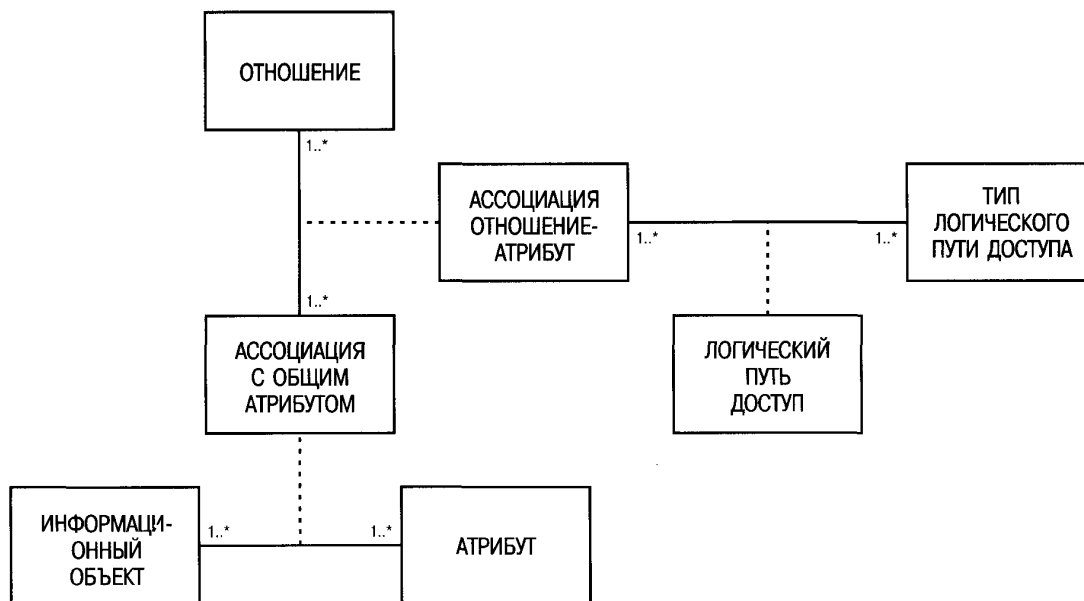 ОТНОШЕНИЕ
1..*
АССОЦИАЦИЯ
ОТНОШЕНИЕ-
АТРИБУТ
1..*
1..*
ТИП
ЛОГИЧЕСКОГО
ПУТИ ДОСТУПА
1..*
АССОЦИАЦИЯ
С ОБЩИМ
АТРИБУТОМ
ЛОГИЧЕСКИЙ
ПУТЬ
ДОСТУП
ИНФОРМАЦИ-
ОННЫЙ
ОБЪЕКТ
1..*
1..*
АТРИБУТ